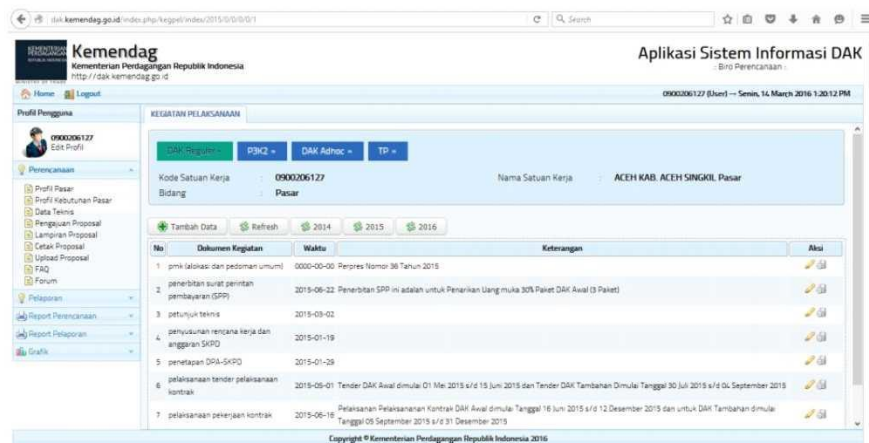 dak.kemendag.go.id/index.php/kegpel/index/2015/0/0/0/0/1
Search
Kemendag
Kementerian Perdagangan Republik Indonesia
http://dak.kemendag.go.id
Aplikasi Sistem Informasi DAK
:: Biro Perencanaan ::
Home Logout
0900206127 (User) --- Senin, 14 March 2016 1:20:12 PM
Profil Pengguna
0900206127
Edit Profil
Perencanaan
Profil Pasar
Profil Kebutunan Pasar
Data Teknis
Pengajuan Proposal
Lampiran Proposal
Cetak Proposal
Upload Proposal
FAQ
Forum
Pelaporan
Report Perencanaan
Report Pelaporan
Grafik
KEGIATAN PELAKSANAAN
DAK Reguler » P3K2 » DAK Adhoc » TP »
Kode Satuan Kerja : 0900206127 Nama Satuan Kerja : ACEH KAB. ACEH SINGKIL Pasar
Bidang : Pasar
Tambah Data Refresh 2014 2015 2016
No Dokumen Kegiatan Waktu Keterangan Aksi
1 pmk (alokasi dan pedoman umum) 0000-00-00 Perpres Nomor 36 Tahun 2015
2 penerbitan surat perintan pembayaran (SPP) 2015-06-22 Penerbitan SPP ini adalah untuk Penarikan Uang muka 30% Paket DAK Awal (3 Paket)
3 petunjuk teknis 2015-03-02
4 penyusunan rencana kerja dan anggaran SKPD 2015-01-19
5 penetapan DPA-SKPD 2015-01-29
6 pelaksanaan tender pelaksanaan kontrak 2015-05-01 Tender DAK Awal dimulai 01 Mei 2015 s/d 15 Juni 2015 dan Tender DAK Tambahan Dimulai Tanggal 30 Juli 2015 s/d 04 September 2015
7 pelaksanaan pekerjaan kontrak 2015-06-16 Pelaksanaan Pelaksananan Kontrak DAK Awal dimulai Tanggal 16 Juni 2015 s/d 12 Desember 2015 dan untuk DAK Tambahan dimulai
Tanggal 05 September 2015 s/d 31 Desember 2015
Copyright © Kementerian Perdagangan Republik Indonesia 2016